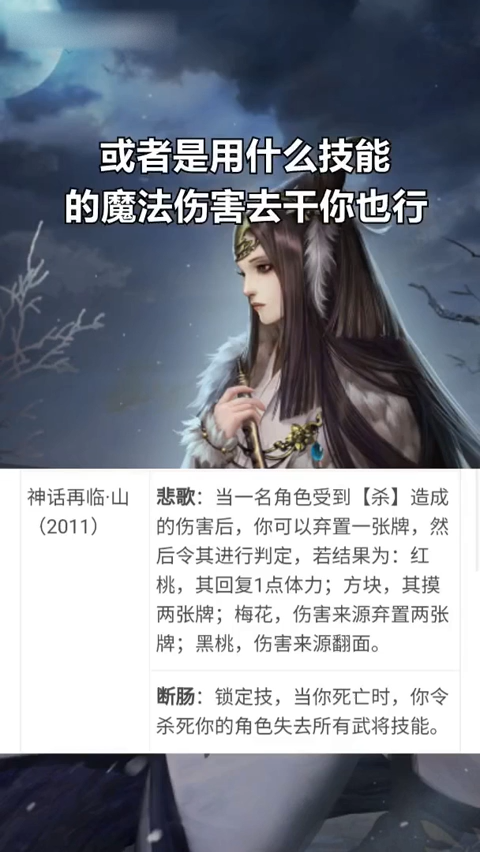 或者是用什么技能
的魔法伤害去干你也行
神话再临·山
（2011）
悲歌：当一名角色受到【杀】造成
的伤害后，你可以弃置一张牌，然
后令其进行判定，若结果为：红
桃，其回复1点体力；方块，其摸
两张牌；梅花，伤害来源弃置两张
牌；黑桃，伤害来源翻面。
断肠：锁定技，当你死亡时，你令
杀死你的角色失去所有武将技能。